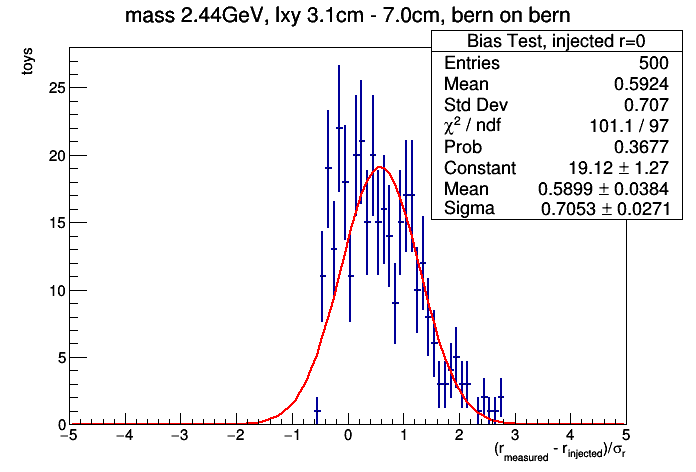 mass 2.44GeV, lxy 3.1cm - 7.0cm, bern on bern
Bias Test, injected r=0
Entries 500
Mean 0.5924
Std Dev 0.707
χ² / ndf 101.1 / 97
Prob 0.3677
Constant 19.12 ± 1.27
Mean 0.5899 ± 0.0384
Sigma 0.7053 ± 0.0271
toys
25
20
15
10
5
0
−5 −4 −3 −2 −1 0 1 2 3 4 5
(r_measured - r_injected)/σ_r